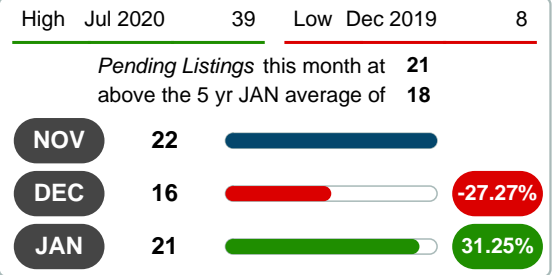 High Jul 2020 39 Low Dec 2019 8
Pending Listings this month at 21
above the 5 yr JAN average of 18
NOV 22
DEC 16 -27.27%
JAN 21 31.25%